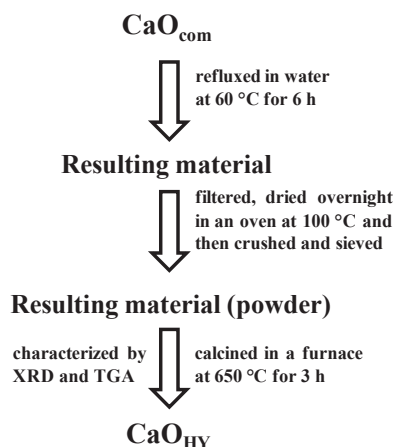 CaOcom
refluxed in water
at 60 °C for 6 h
Resulting material
filtered, dried overnight
in an oven at 100 °C and
then crushed and sieved
Resulting material (powder)
characterized by
XRD and TGA
calcined in a furnace
at 650 °C for 3 h
CaOHY